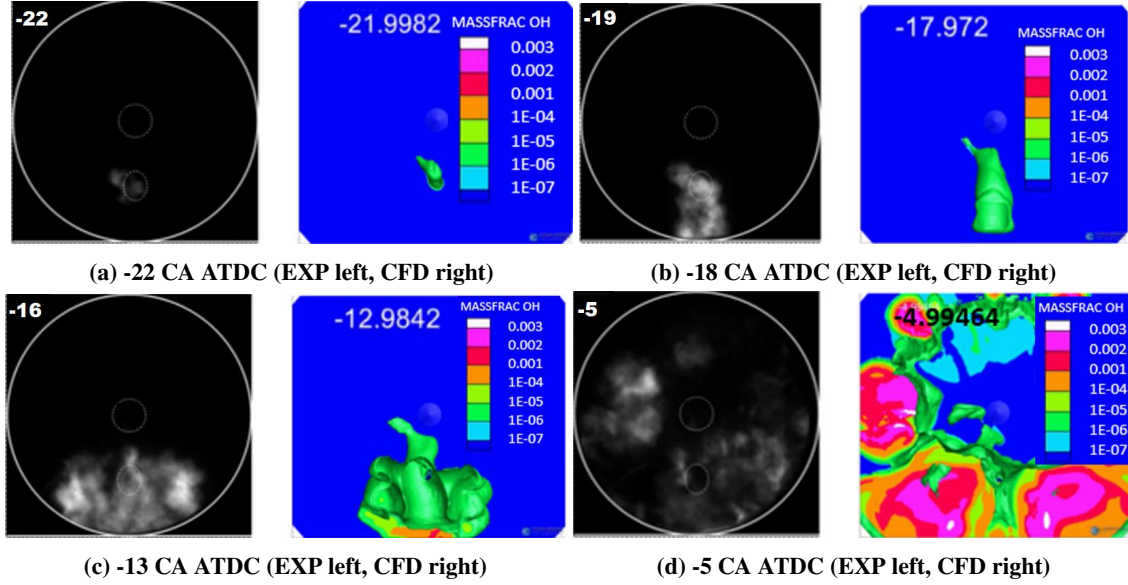 -22
-21.9982
MASSFRAC OH
0.003
0.002
0.001
1E-04
1E-05
1E-06
1E-07
-19
-17.972
MASSFRAC OH
0.003
0.002
0.001
1E-04
1E-05
1E-06
1E-07
(a) -22 CA ATDC (EXP left, CFD right)
(b) -18 CA ATDC (EXP left, CFD right)
-16
-12.9842
MASSFRAC OH
0.003
0.002
0.001
1E-04
1E-05
1E-06
1E-07
-5
-4.99464
MASSFRAC OH
0.003
0.002
0.001
1E-04
1E-05
1E-06
1E-07
(c) -13 CA ATDC (EXP left, CFD right)
(d) -5 CA ATDC (EXP left, CFD right)